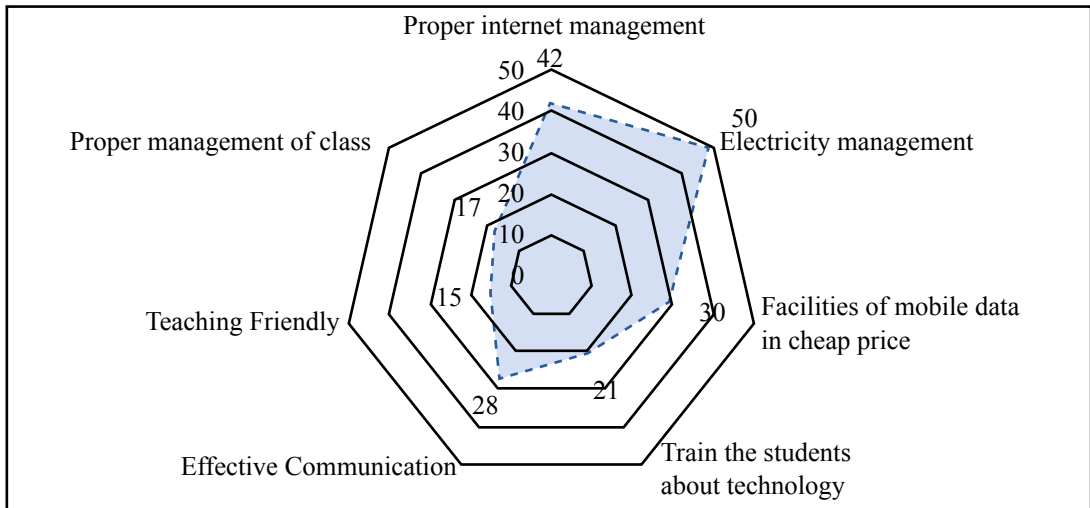 Proper internet management
42
50
40
30
20
10
0
50
Electricity management
Proper management of class
17
15
Teaching Friendly
30
Facilities of mobile data
in cheap price
21
28
Train the students
about technology
Effective Communication